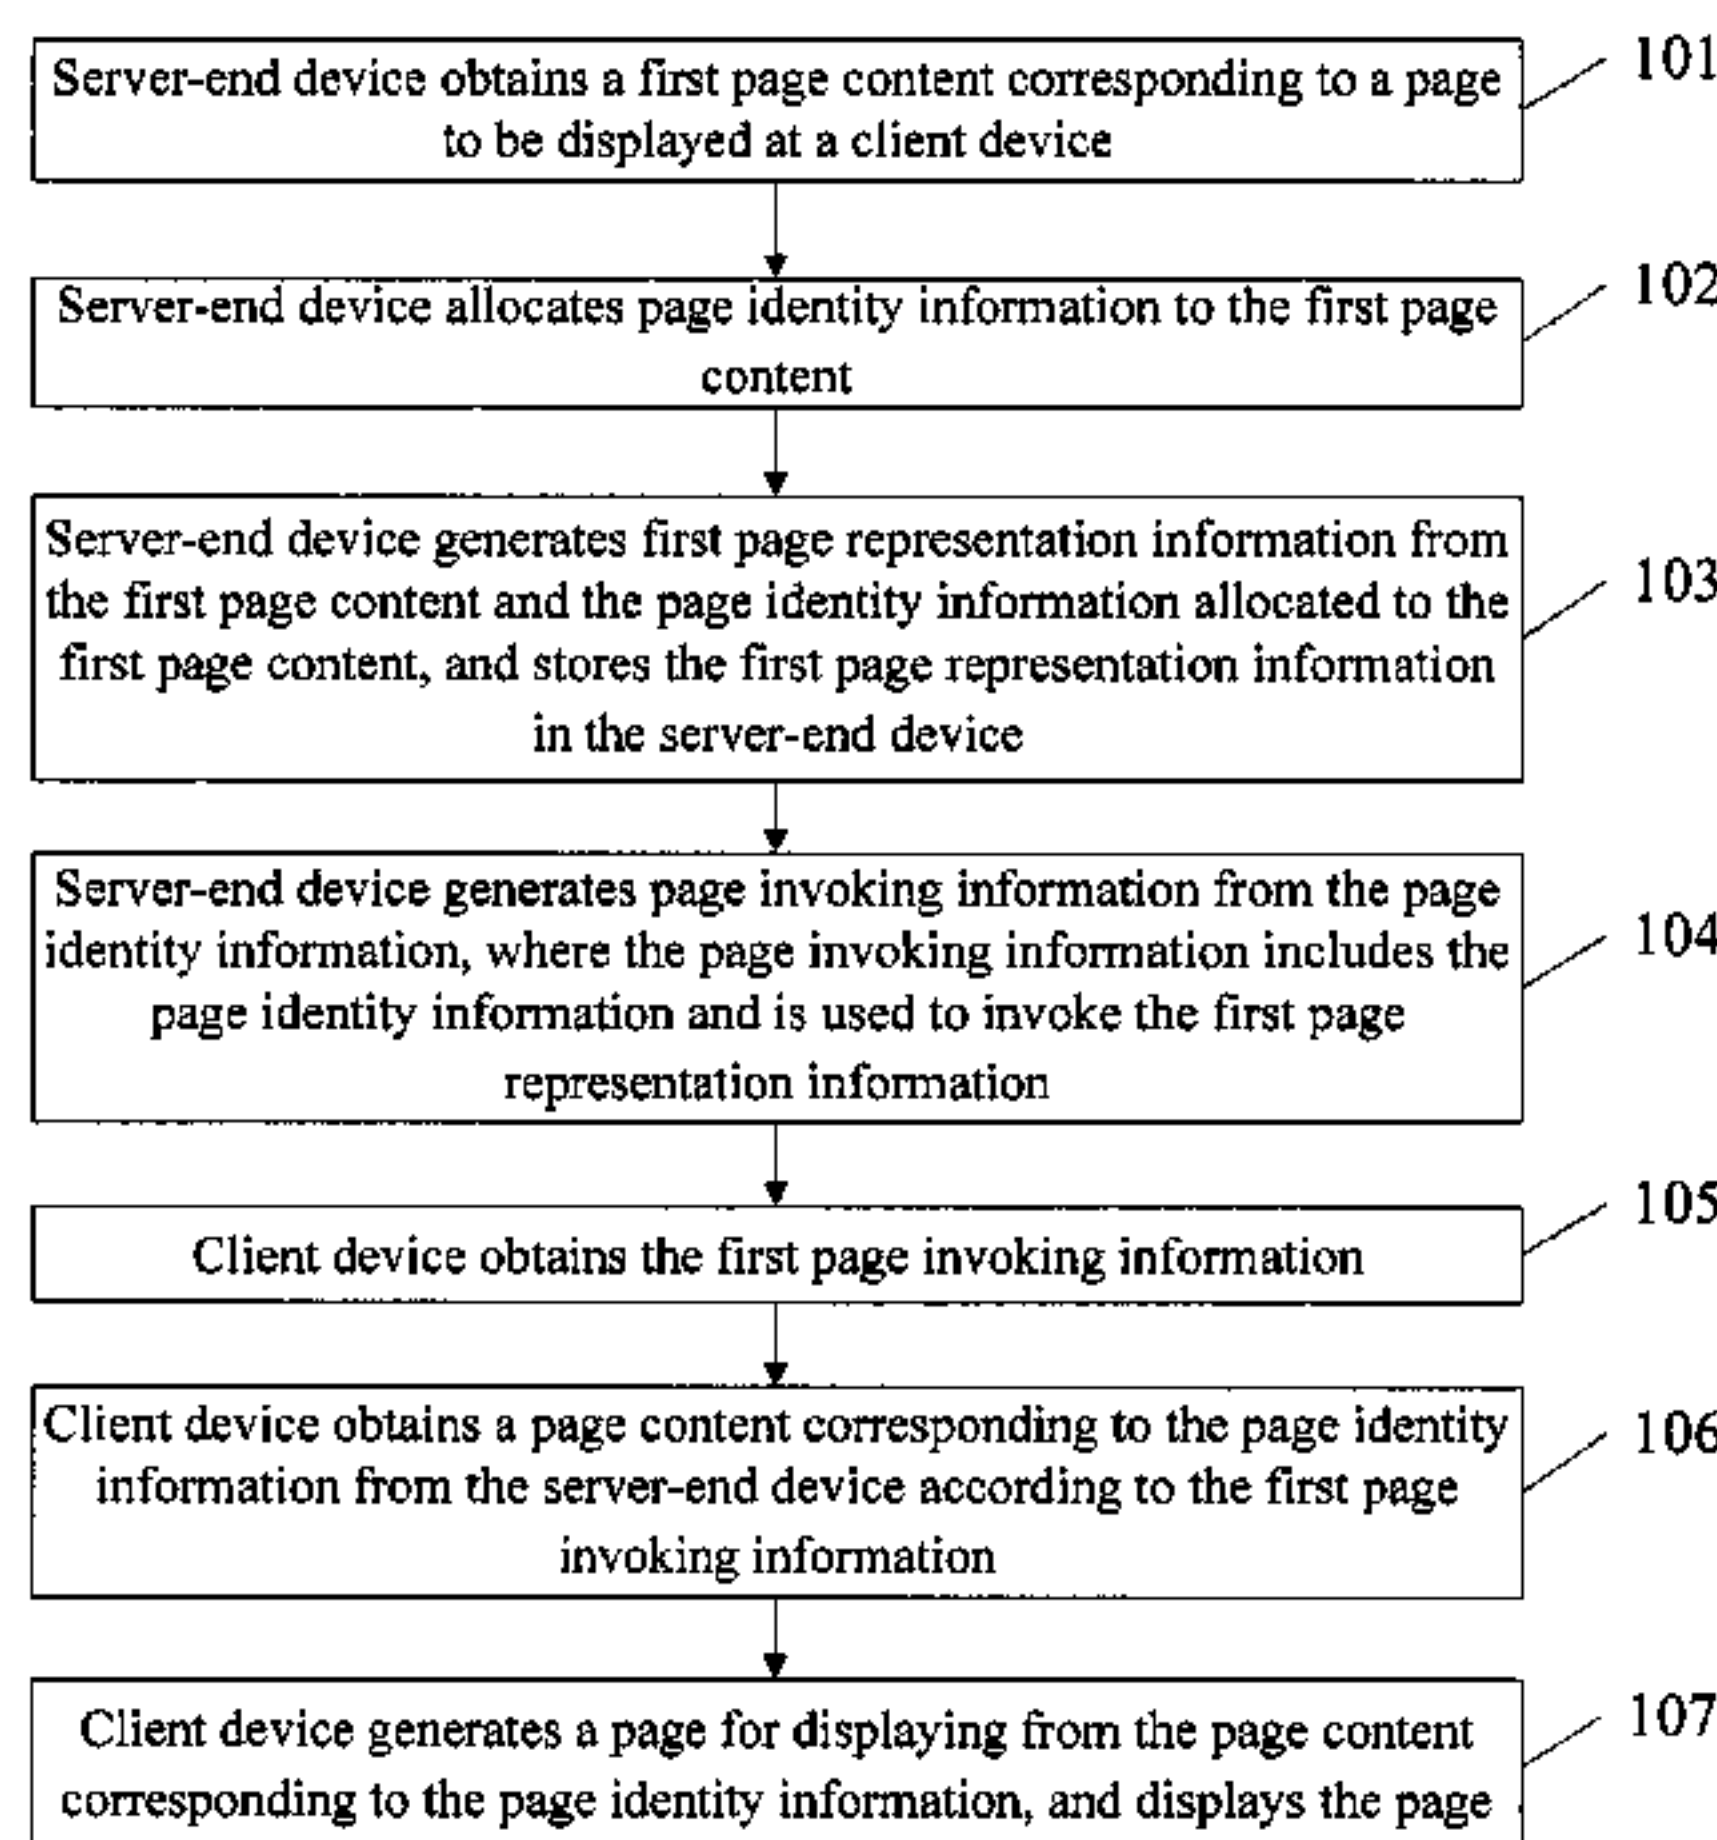 Server-end device obtains a first page content corresponding to a page
to be displayed at a client device
101
Server-end device allocates page identity information to the first page
content
102
Server-end device generates first page representation information from
the first page content and the page identity information allocated to the
first page content, and stores the first page representation information
in the server-end device
103
Server-end device generates page invoking information from the page
identity information, where the page invoking information includes the
page identity information and is used to invoke the first page
representation information
104
Client device obtains the first page invoking information
105
Client device obtains a page content corresponding to the page identity
information from the server-end device according to the first page
invoking information
106
Client device generates a page for displaying from the page content
corresponding to the page identity information, and displays the page
107